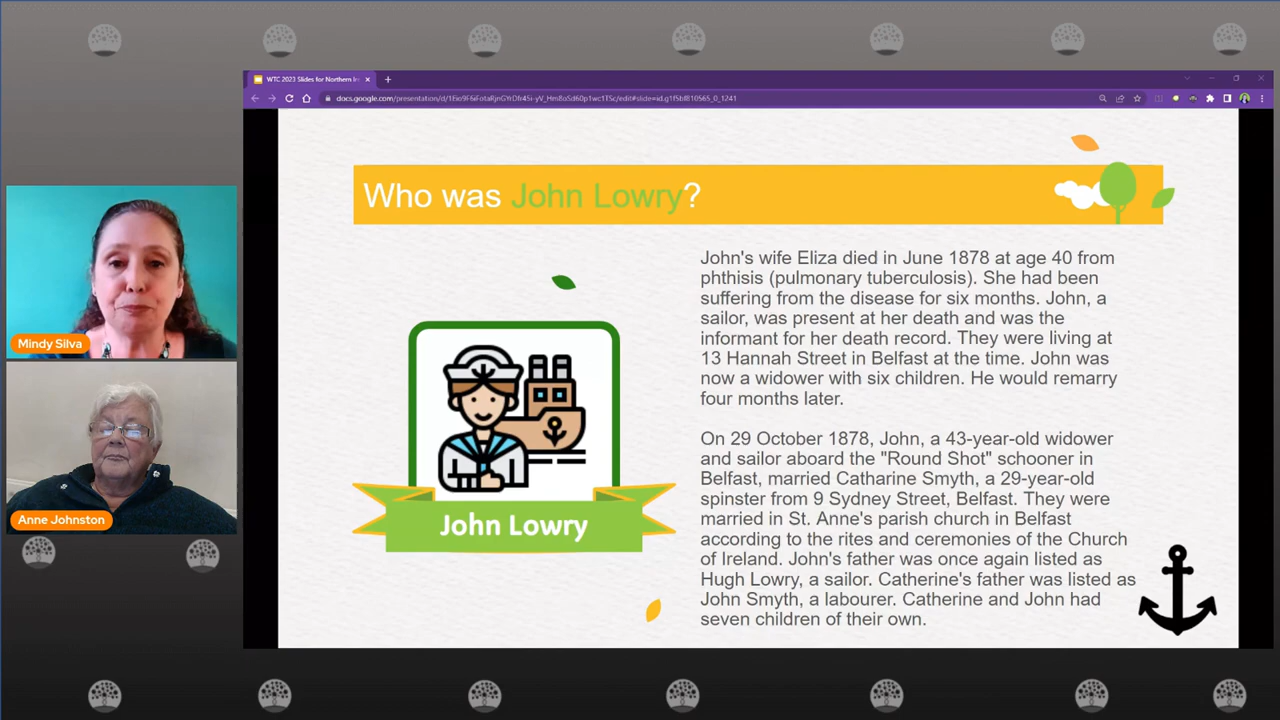 WTC 2023 Slides for Northern Ir
Who was John Lowry?
John's wife Eliza died in June 1878 at age 40 from
phthisis (pulmonary tuberculosis). She had been
suffering from the disease for six months. John, a
sailor, was present at her death and was the
informant for her death record. They were living at
13 Hannah Street in Belfast at the time. John was
now a widower with six children. He would remarry
four months later.
On 29 October 1878, John, a 43-year-old widower
and sailor aboard the "Round Shot" schooner in
Belfast, married Catharine Smyth, a 29-year-old
spinster from 9 Sydney Street, Belfast. They were
married in St. Anne's parish church in Belfast
according to the rites and ceremonies of the Church
of Ireland. John's father was once again listed as
Hugh Lowry, a sailor. Catherine's father was listed as
John Smyth, a labourer. Catherine and John had
seven children of their own.
John Lowry
Mindy Silva
Anne Johnston